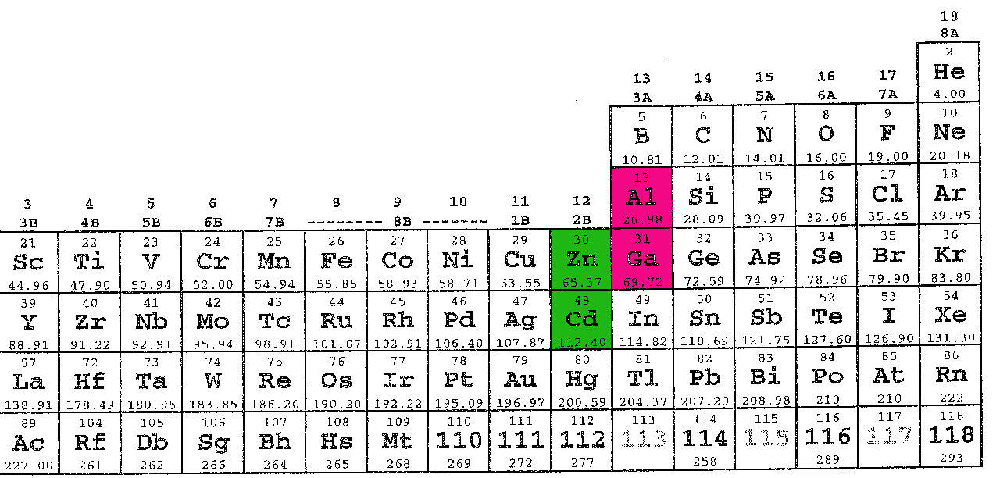 18
8A
2
13 14 15 16 17 He
3A 4A 5A 6A 7A 4.00
5 6 7 8 9 10
B C N O F Ne
10.81 12.01 14.01 16.00 19.00 20.18
13 14 15 16 17 18
3 4 5 6 7 8 9 10 11 12 Al Si P S Cl Ar
3B 4B 5B 6B 7B -------- 8B ------- 1B 2B 26.98 28.09 30.97 32.06 35.45 39.95
21 22 23 24 25 26 27 28 29 30 31 32 33 34 35 36
Sc Ti V Cr Mn Fe Co Ni Cu Zn Ga Ge As Se Br Kr
44.96 47.90 50.94 52.00 54.94 55.85 58.93 58.71 63.55 65.37 69.72 72.59 74.92 78.96 79.90 83.80
39 40 41 42 43 44 45 46 47 48 49 50 51 52 53 54
Y Zr Nb Mo Tc Ru Rh Pd Ag Cd In Sn Sb Te I Xe
88.91 91.22 92.91 95.94 98.91 101.07 102.91 106.40 107.87 112.40 114.82 118.69 121.75 127.60 126.90 131.30
57 72 73 74 75 76 77 78 79 80 81 82 83 84 85 86
La Hf Ta W Re Os Ir Pt Au Hg Tl Pb Bi Po At Rn
138.91 178.49 180.95 183.85 186.20 190.20 192.22 195.09 196.97 200.59 204.37 207.20 208.98 210 210 222
89 104 105 106 107 108 109 110 111 112 113 114 115 116 117 118
Ac Rf Db Sg Bh Hs Mt 110 111 112 113 114 115 116 117 118
227.00 261 262 266 264 265 268 269 272 277 258 289 293